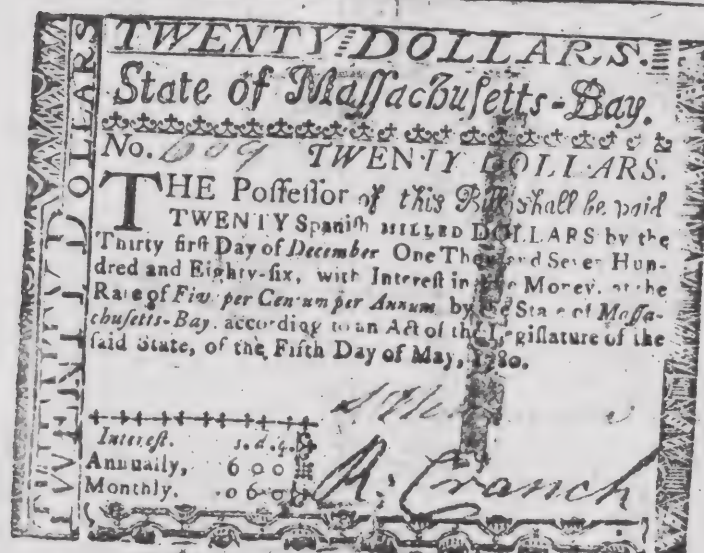 TWENTY DOLLARS.
State of Maſſachuſetts-Bay.
No. 609 TWENTY DOLLARS.
THE Poſſeſſor of this Bill ſhall be paid
TWENTY Spaniſh MILLED DOLLARS by the
Thirty firſt Day of December One Thouſand Seven Hun-
dred and Eighty-ſix, with Intereſt in like Money, at the
Rate of Five per Centum per Annum, by the State of Maſſa-
chuſetts-Bay, according to an Act of the Legiſlature of the
ſaid State, of the Fifth Day of May, 1780.
Intereſt. s. d. q.
Annually, 6 0 0
Monthly. 0 6 0
R. Cranch
TWENTY DOLLARS